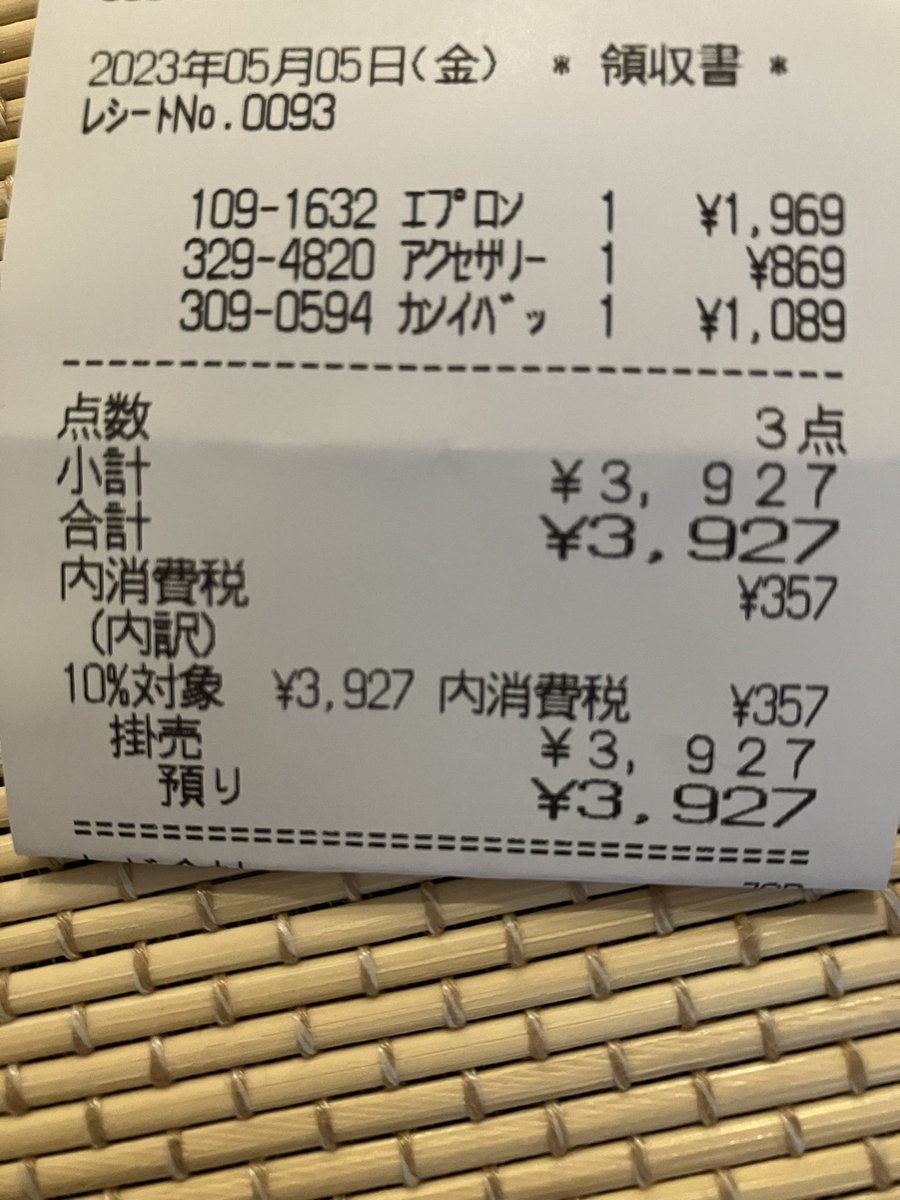 2023年05月05日(金) * 領収書 *
レシートNo.0093
109-1632 エプロン 1 ¥1,969
329-4820 アクセサリー 1 ¥869
309-0594 カンノイバッ 1 ¥1,089
点数 3点
小計 ¥3,927
合計 ¥3,927
内消費税 ¥357
(内訳)
10%対象 ¥3,927 内消費税 ¥357
掛売 ¥3,927
預り ¥3,927